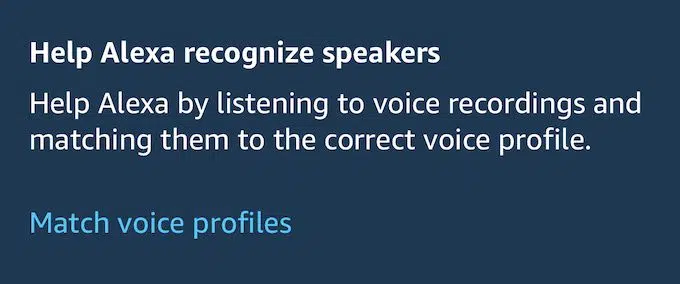 Help Alexa recognize speakers
Help Alexa by listening to voice recordings and
matching them to the correct voice profile.
Match voice profiles